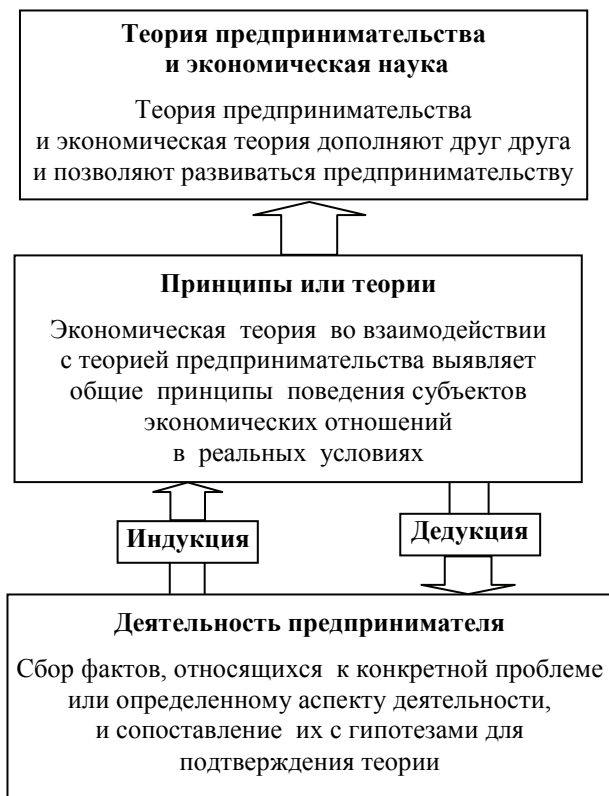 Теория предпринимательства
и экономическая наука
Теория предпринимательства
и экономическая теория дополняют друг друга
и позволяют развиваться предпринимательству
Принципы или теории
Экономическая теория во взаимодействии
с теорией предпринимательства выявляет
общие принципы поведения субъектов
экономических отношений
в реальных условиях
Индукция
Дедукция
Деятельность предпринимателя
Сбор фактов, относящихся к конкретной проблеме
или определенному аспекту деятельности,
и сопоставление их с гипотезами для
подтверждения теории